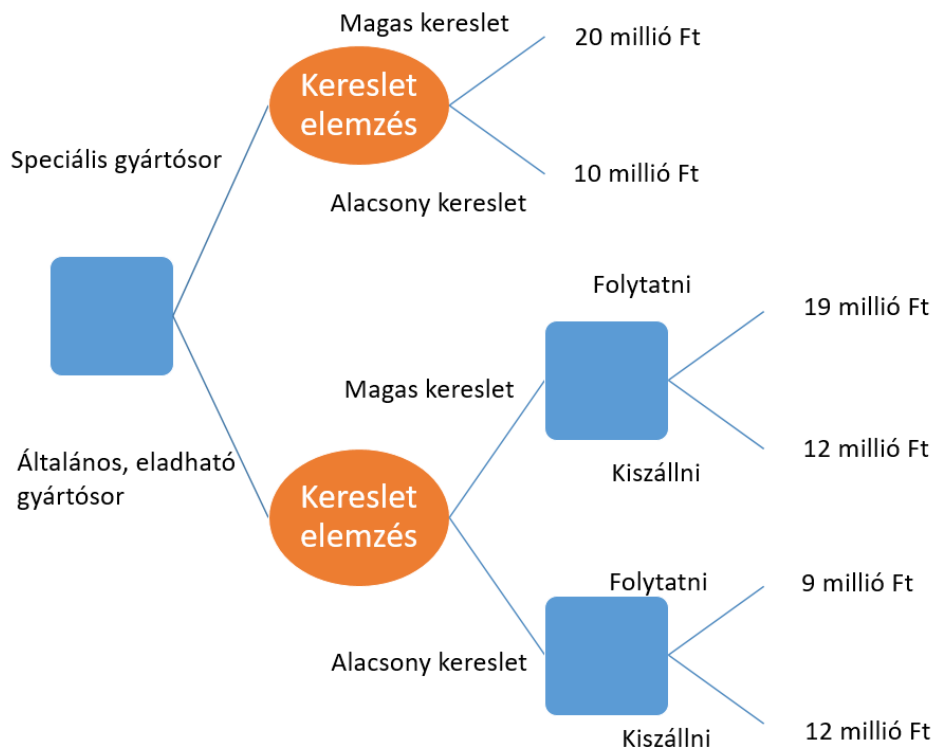 Magas kereslet
20 millió Ft
Kereslet
elemzés
Speciális gyártósor
10 millió Ft
Alacsony kereslet
Folytatni
19 millió Ft
Magas kereslet
Általános, eladható
gyártósor
12 millió Ft
Kiszállni
Kereslet
elemzés
Folytatni
9 millió Ft
Alacsony kereslet
Kiszállni
12 millió Ft